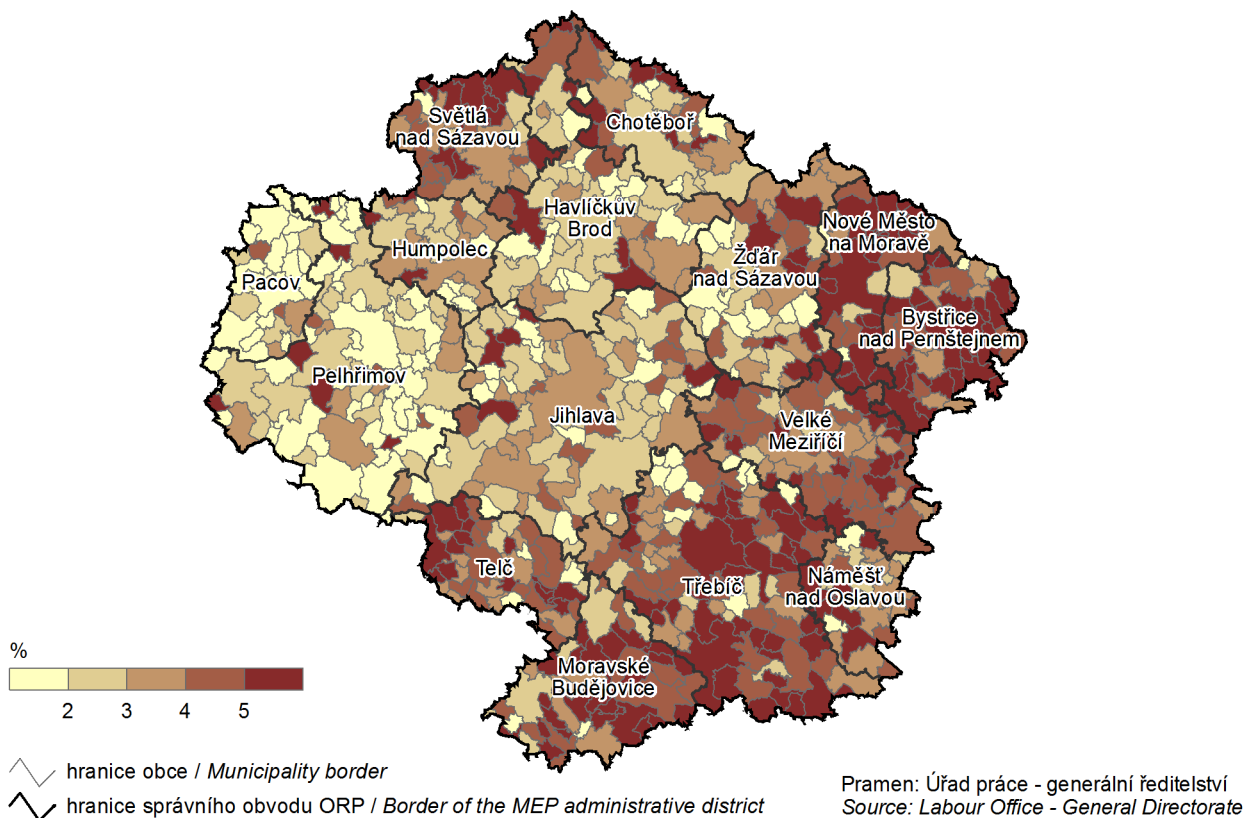 Světlá
nad Sázavou
Chotěboř
Havlíčkův
Brod
Nové Město
na Moravě
Humpolec
Žďár
nad Sázavou
Pacov
Bystřice
nad Pernštejnem
Pelhřimov
Jihlava
Velké
Meziříčí
Telč
Třebíč
Náměšť
nad Oslavou
Moravské
Budějovice
%
2 3 4 5
hranice obce / Municipality border
hranice správního obvodu ORP / Border of the MEP administrative district
Pramen: Úřad práce - generální ředitelství
Source: Labour Office - General Directorate